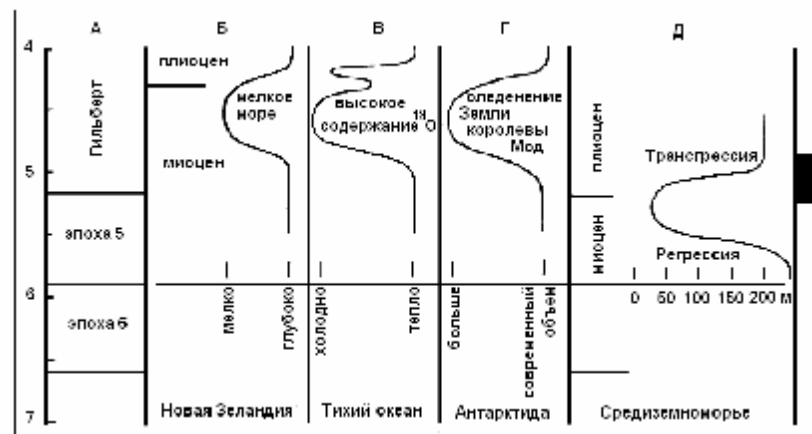 А Б В Г Д
4
5
6
7
Гильберт
эпоха 5
эпоха 6
плиоцен
мелкое
море
миоцен
мелко
глубоко
Новая Зеландия
высокое
содержание ¹⁸O
холодно
тепло
Тихий океан
оледенение
Земли
королевы
Мод
больше
современный
объем
Антарктида
плиоцен
миоцен
Трансгрессия
Регрессия
0 50 100 150 200 м
Средиземноморье